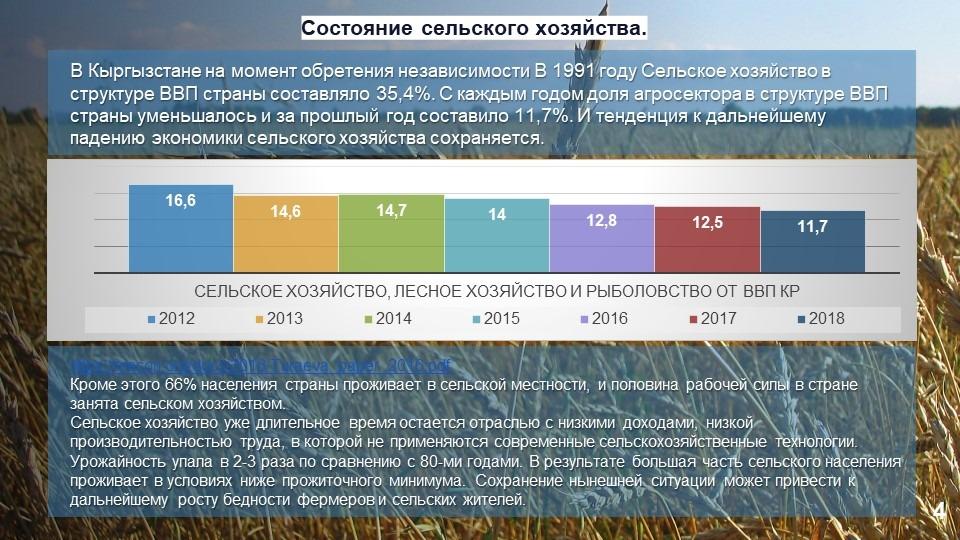 Состояние сельского хозяйства.
В Кыргызстане на момент обретения независимости В 1991 году Сельское хозяйство в
структуре ВВП страны составляло 35,4%. С каждым годом доля агросектора в структуре ВВП
страны уменьшалось и за прошлый год составило 11,7%. И тенденция к дальнейшему
падению экономики сельского хозяйства сохраняется.
16,6
14,6
14,7
14
12,8
12,5
11,7
СЕЛЬСКОЕ ХОЗЯЙСТВО, ЛЕСНОЕ ХОЗЯЙСТВО И РЫБОЛОВСТВО ОТ ВВП КР
2012 2013 2014 2015 2016 2017 2018
Кроме этого 66% населения страны проживает в сельской местности, и половина рабочей силы в стране
занята сельском хозяйством.
Сельское хозяйство уже длительное время остается отраслью с низкими доходами, низкой
производительностью труда, в которой не применяются современные сельскохозяйственные технологии.
Урожайность упала в 2-3 раза по сравнению с 80-ми годами. В результате большая часть сельского населения
проживает в условиях ниже прожиточного минимума. Сохранение нынешней ситуации может привести к
дальнейшему росту бедности фермеров и сельских жителей.
4